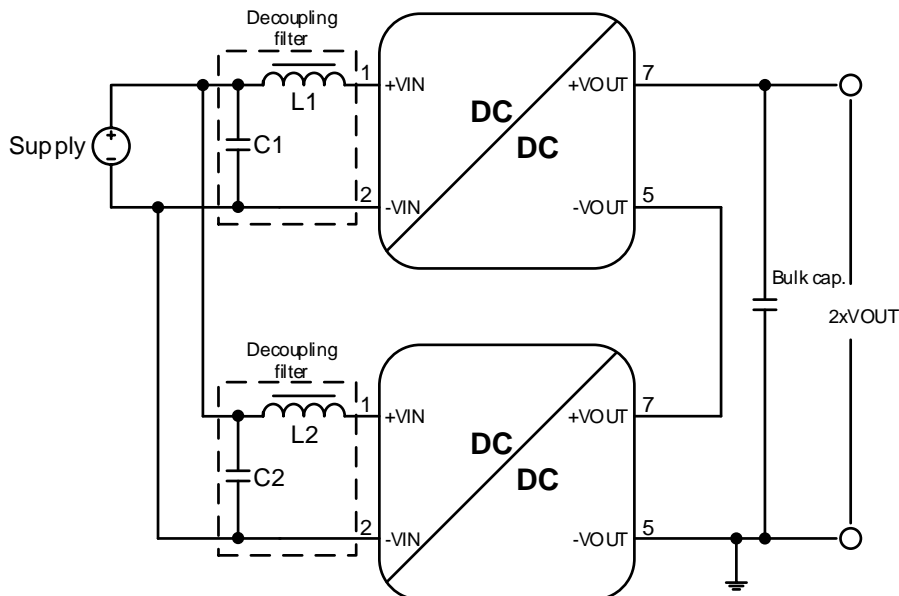 Decoupling
filter
1
+VIN
L1
C1
Supply
2
-VIN
DC
DC
+VOUT
7
-VOUT
5
Bulk cap.
2xVOUT
Decoupling
filter
1
+VIN
L2
C2
2
-VIN
DC
DC
+VOUT
7
-VOUT
5